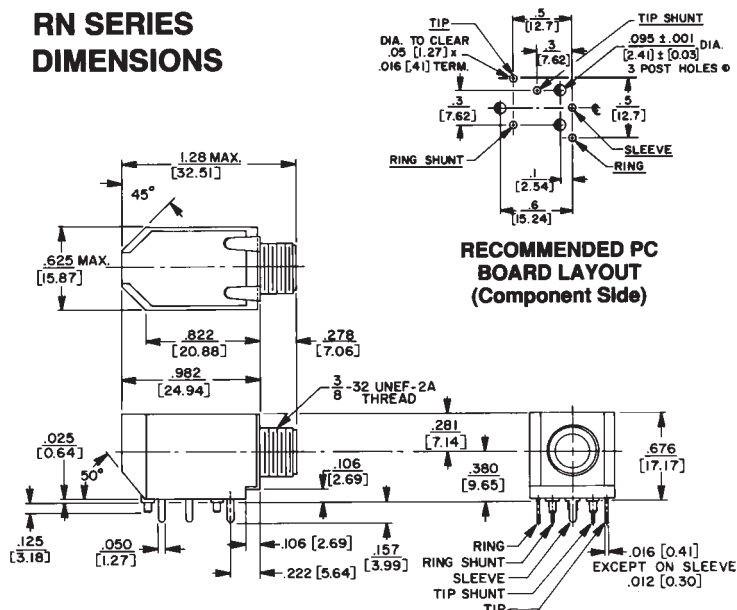 RN SERIES
DIMENSIONS
TIP
DIA. TO CLEAR
.05 [1.27] x
.016 [.41] TERM.
.5
[12.7]
.3
[7.62]
TIP SHUNT
.095 ±.001 DIA.
[2.41] ± [0.03]
3 POST HOLES
.3
[7.62]
.5
[12.7]
SLEEVE
RING
RING SHUNT
.1
[2.54]
.6
[15.24]
RECOMMENDED PC
BOARD LAYOUT
(Component Side)
1.28 MAX.
[32.51]
45°
.625 MAX.
[15.87]
.822
[20.88]
.278
[7.06]
.982
[24.94]
3/8-32 UNEF-2A
THREAD
.025
[0.64]
50°
.125
[3.18]
.050
[1.27]
.106
[2.69]
.106 [2.69]
.222 [5.64]
.157
[3.99]
.281
[7.14]
.380
[9.65]
.676
[17.17]
RING
RING SHUNT
SLEEVE
TIP SHUNT
TIP
.016 [0.41]
EXCEPT ON SLEEVE
.012 [0.30]